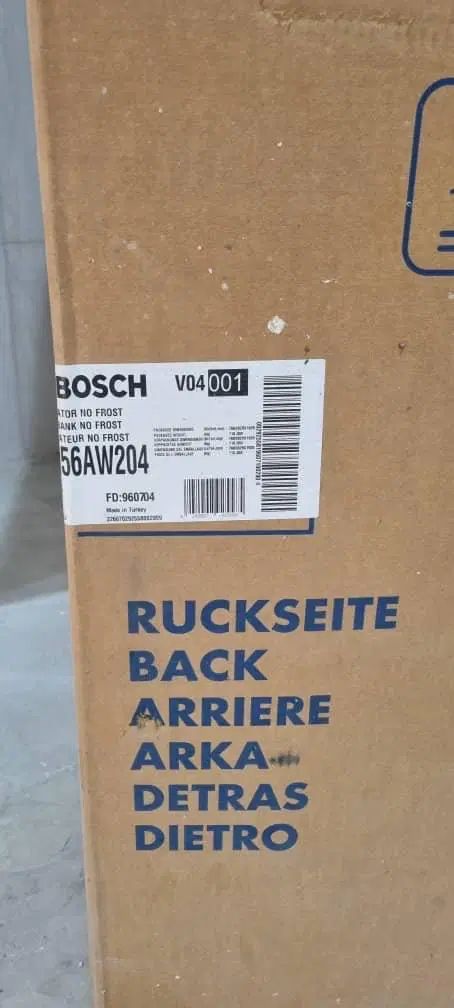 BOSCH V04 001
ATOR NO FROST
ANK NO FROST
ATEUR NO FROST
56AW204
FD:960704
Made in Turkey
RUCKSEITE
BACK
ARRIERE
ARKA
DETRAS
DIETRO